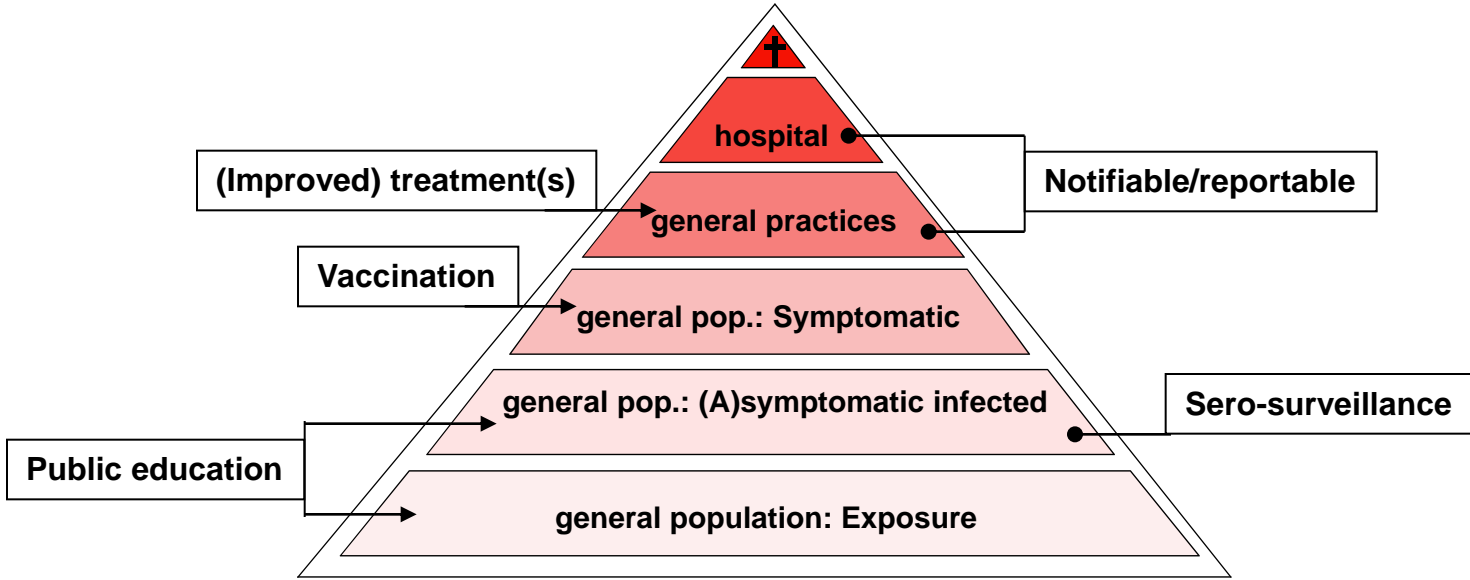 hospital
(Improved) treatment(s)
Notifiable/reportable
general practices
Vaccination
general pop.: Symptomatic
general pop.: (A)symptomatic infected
Sero-surveillance
Public education
general population: Exposure